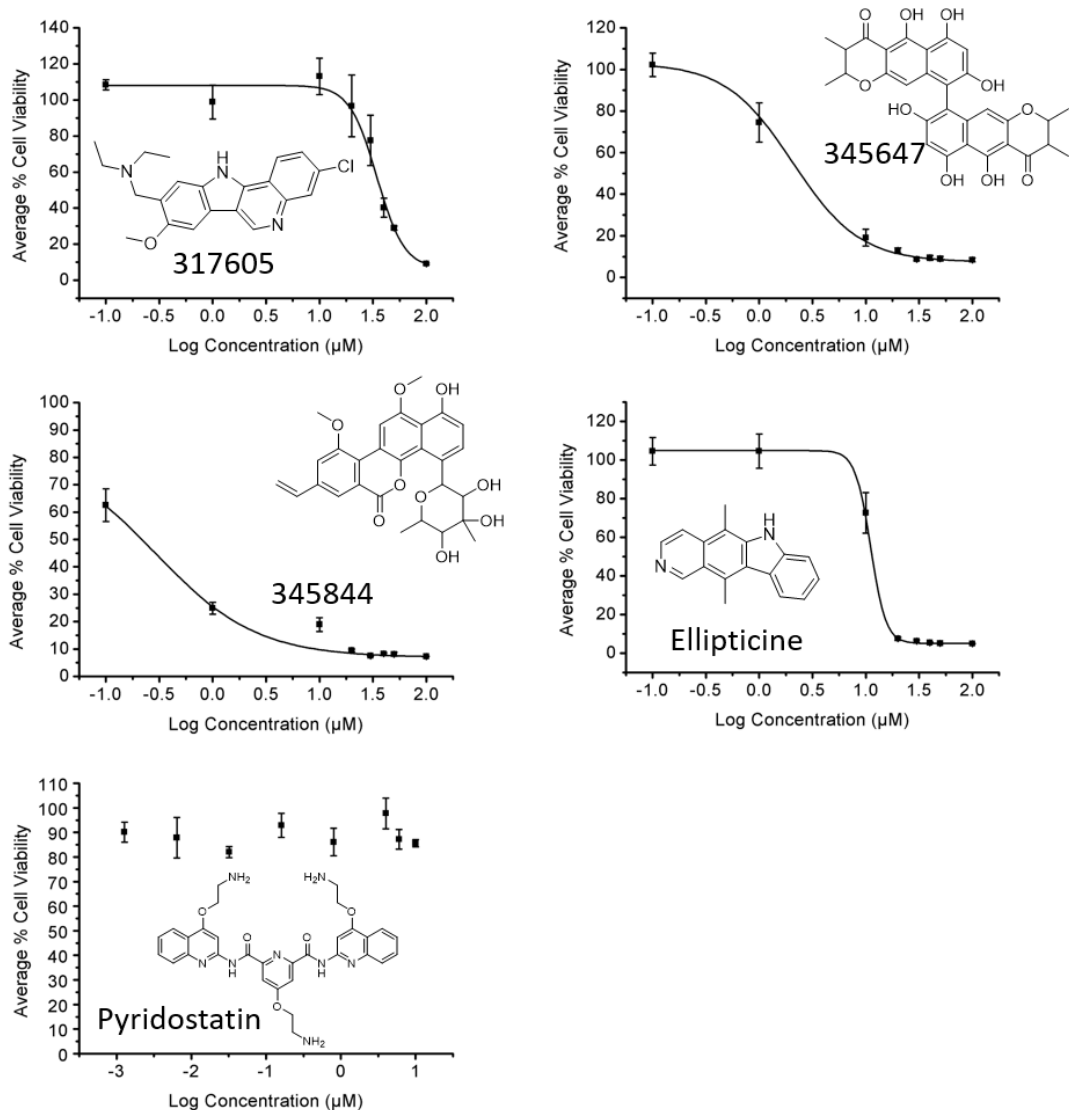 140
120
100
80
60
40
20
0
Average % Cell Viability
-1.0 -0.5 0.0 0.5 1.0 1.5 2.0
Log Concentration (µM)
H
N
N
Cl
O
N
317605
120
100
80
60
40
20
0
Average % Cell Viability
-1.0 -0.5 0.0 0.5 1.0 1.5 2.0
Log Concentration (µM)
O OH OH
O
OH
HO
O
OH OH O
345647
100
90
80
70
60
50
40
30
20
10
0
Average % Cell Viability
-1.0 -0.5 0.0 0.5 1.0 1.5 2.0
Log Concentration (µM)
O OH
O
O
O
O
OH
OH
OH
345844
120
100
80
60
40
20
0
Average % Cell Viability
-1.0 -0.5 0.0 0.5 1.0 1.5 2.0
Log Concentration (µM)
H
N
N
Ellipticine
110
100
90
80
70
60
50
40
30
20
10
0
Average % Cell Viability
-3 -2 -1 0 1
Log Concentration (µM)
NH2 H2N
O O
O O
N N N
N N
H H
O
NH2
Pyridostatin